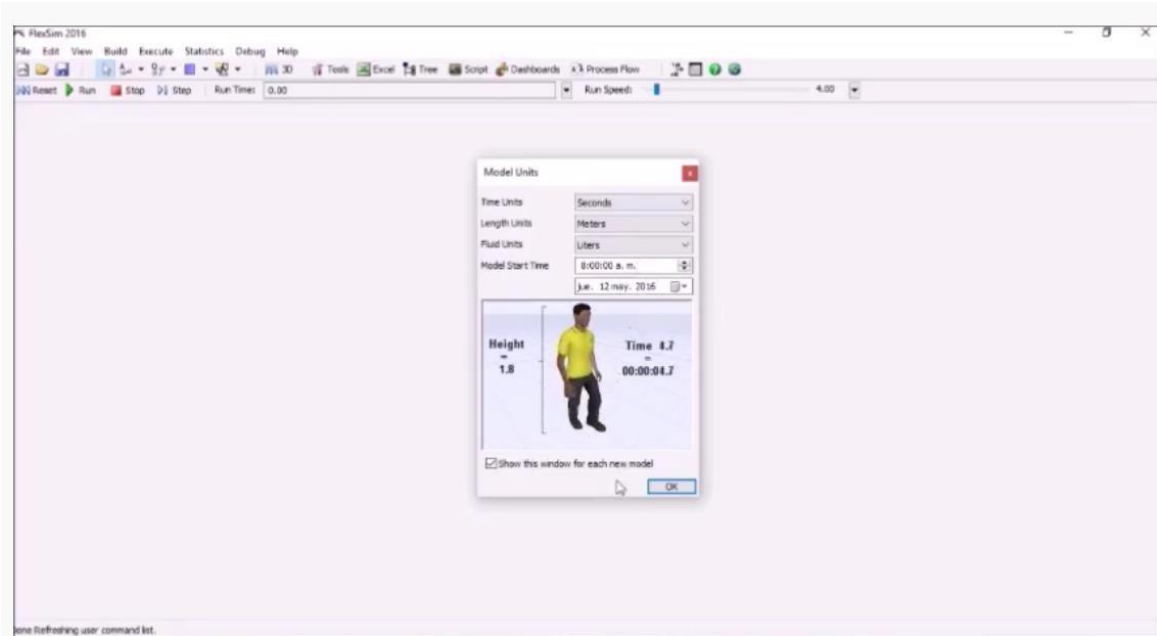 FlexSim 2016
File Edit View Build Execute Statistics Debug Help
3D Tools Excel Tree Script Dashboards Process Flow
Reset Run Stop Step Run Time: 0.00 Run Speed: 4.00
Model Units
Time Units Seconds
Length Units Meters
Fluid Units Liters
Model Start Time 8:00:00 a. m.
jue. 12 may. 2016
Height
=
1.8
Time 4.7
=
00:00:04.7
Show this window for each new model
OK
Refreshing user command list.